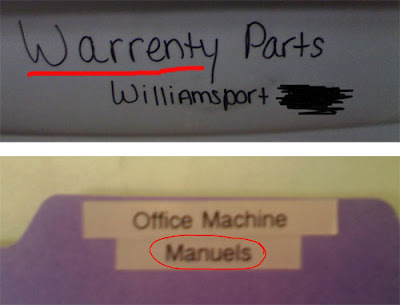 Warrenty Parts
Williamsport
Office Machine
Manuels